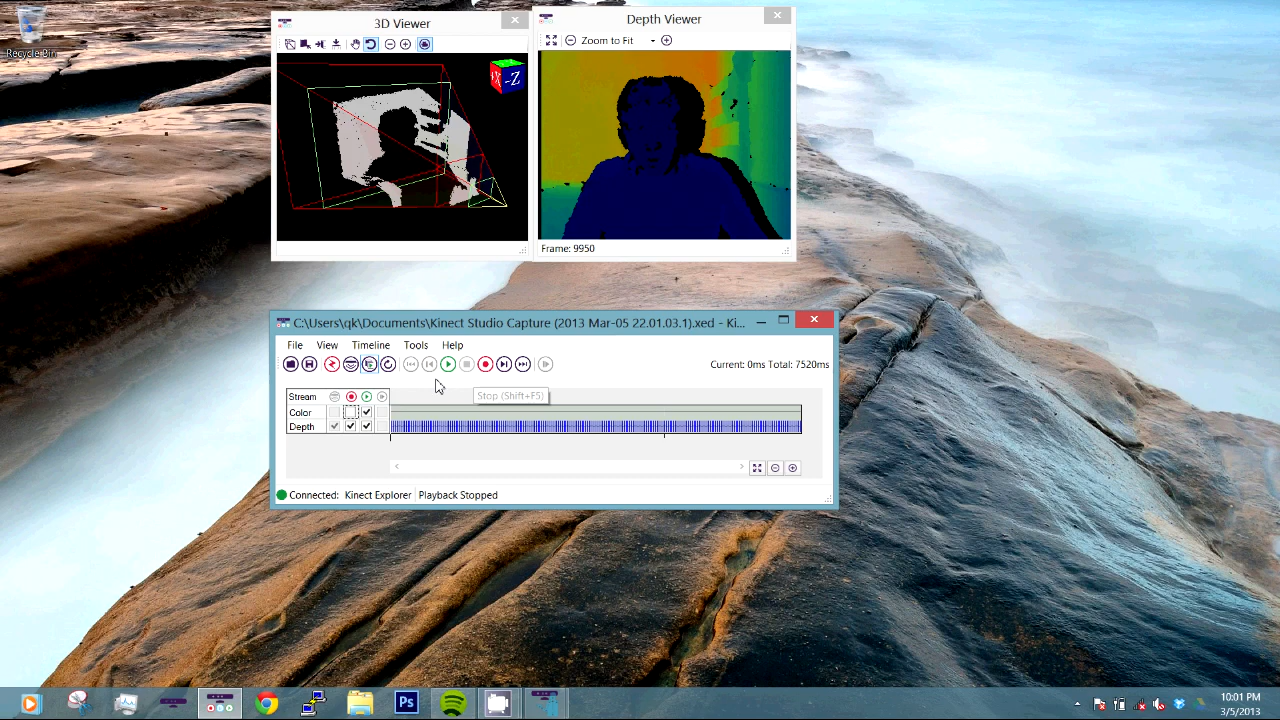 Recycle Bin
3D Viewer
+X
-Z
Depth Viewer
Zoom to Fit
Frame: 9950
C:\Users\qk\Documents\Kinect Studio Capture (2013 Mar-05 22.01.03.1).xed - Ki...
File View Timeline Tools Help
Current: 0ms Total: 7520ms
Stream
Stop (Shift+F5)
Color
Depth
Connected: Kinect Explorer Playback Stopped
Ps
10:01 PM
3/5/2013